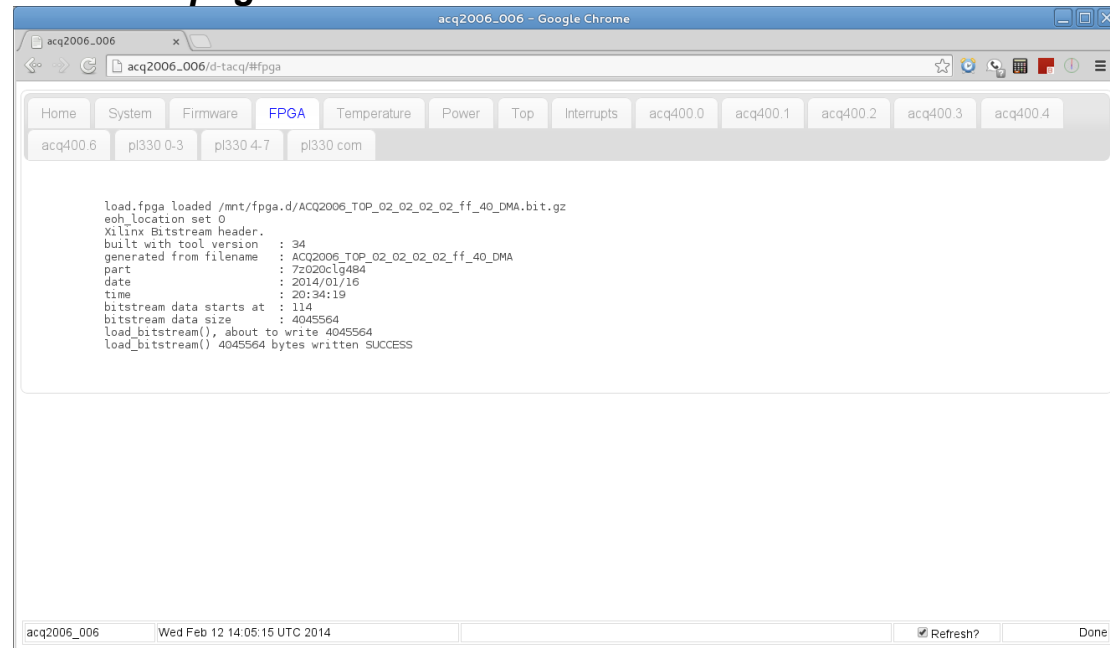 acq2006_006 - Google Chrome
acq2006_006
acq2006_006/d-tacq/#fpga
Home System Firmware FPGA Temperature Power Top Interrupts acq400.0 acq400.1 acq400.2 acq400.3 acq400.4
acq400.6 pl330 0-3 pl330 4-7 pl330 com
load.fpga loaded /mnt/fpga.d/ACQ2006_TOP_02_02_02_02_ff_40_DMA.bit.gz
eoh_location set 0
Xilinx Bitstream header.
built with tool version : 34
generated from filename : ACQ2006_TOP_02_02_02_02_ff_40_DMA
part : 7z020clg484
date : 2014/01/16
time : 20:34:19
bitstream data starts at : 114
bitstream data size : 4045564
load_bitstream(), about to write 4045564
load_bitstream() 4045564 bytes written SUCCESS
acq2006_006 Wed Feb 12 14:05:15 UTC 2014 Refresh? Done